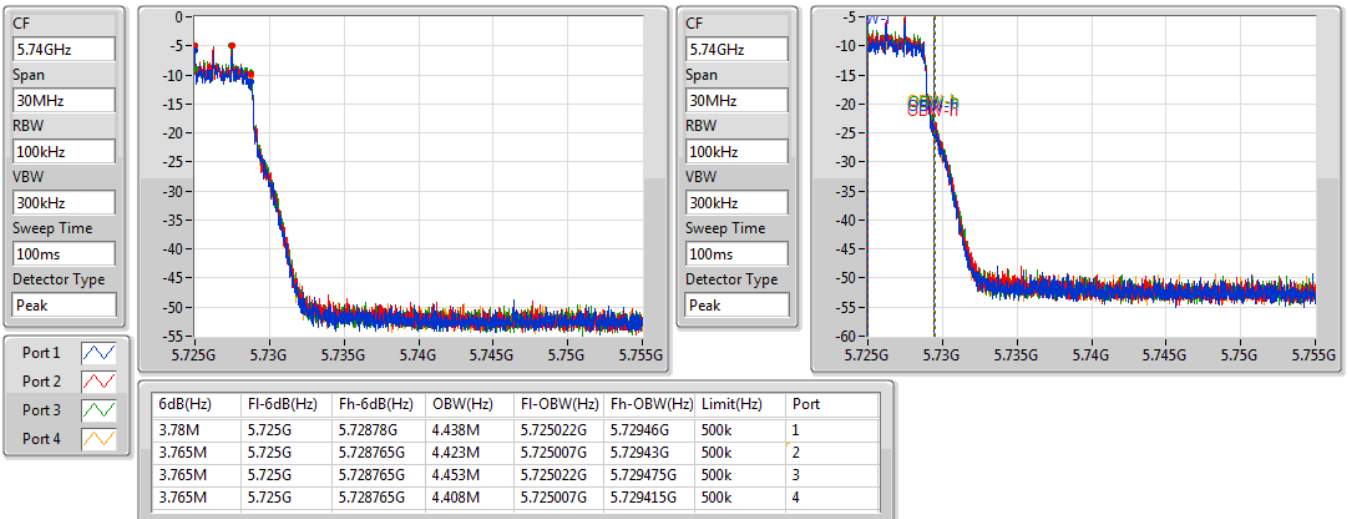 CF
5.74GHz
Span
30MHz
RBW
100kHz
VBW
300kHz
Sweep Time
100ms
Detector Type
Peak
0
-5
-10
-15
-20
-25
-30
-35
-40
-45
-50
-55
5.725G 5.73G 5.735G 5.74G 5.745G 5.75G 5.755G
CF
5.74GHz
Span
30MHz
RBW
100kHz
VBW
300kHz
Sweep Time
100ms
Detector Type
Peak
-5
-10
-15
-20
-25
-30
-35
-40
-45
-50
-55
-60
OBW-h
5.725G 5.73G 5.735G 5.74G 5.745G 5.75G 5.755G
Port 1
Port 2
Port 3
Port 4
6dB(Hz) Fl-6dB(Hz) Fh-6dB(Hz) OBW(Hz) Fl-OBW(Hz) Fh-OBW(Hz) Limit(Hz) Port
3.78M 5.725G 5.72878G 4.438M 5.725022G 5.72946G 500k 1
3.765M 5.725G 5.728765G 4.423M 5.725007G 5.72943G 500k 2
3.765M 5.725G 5.728765G 4.453M 5.725022G 5.729475G 500k 3
3.765M 5.725G 5.728765G 4.408M 5.725007G 5.729415G 500k 4